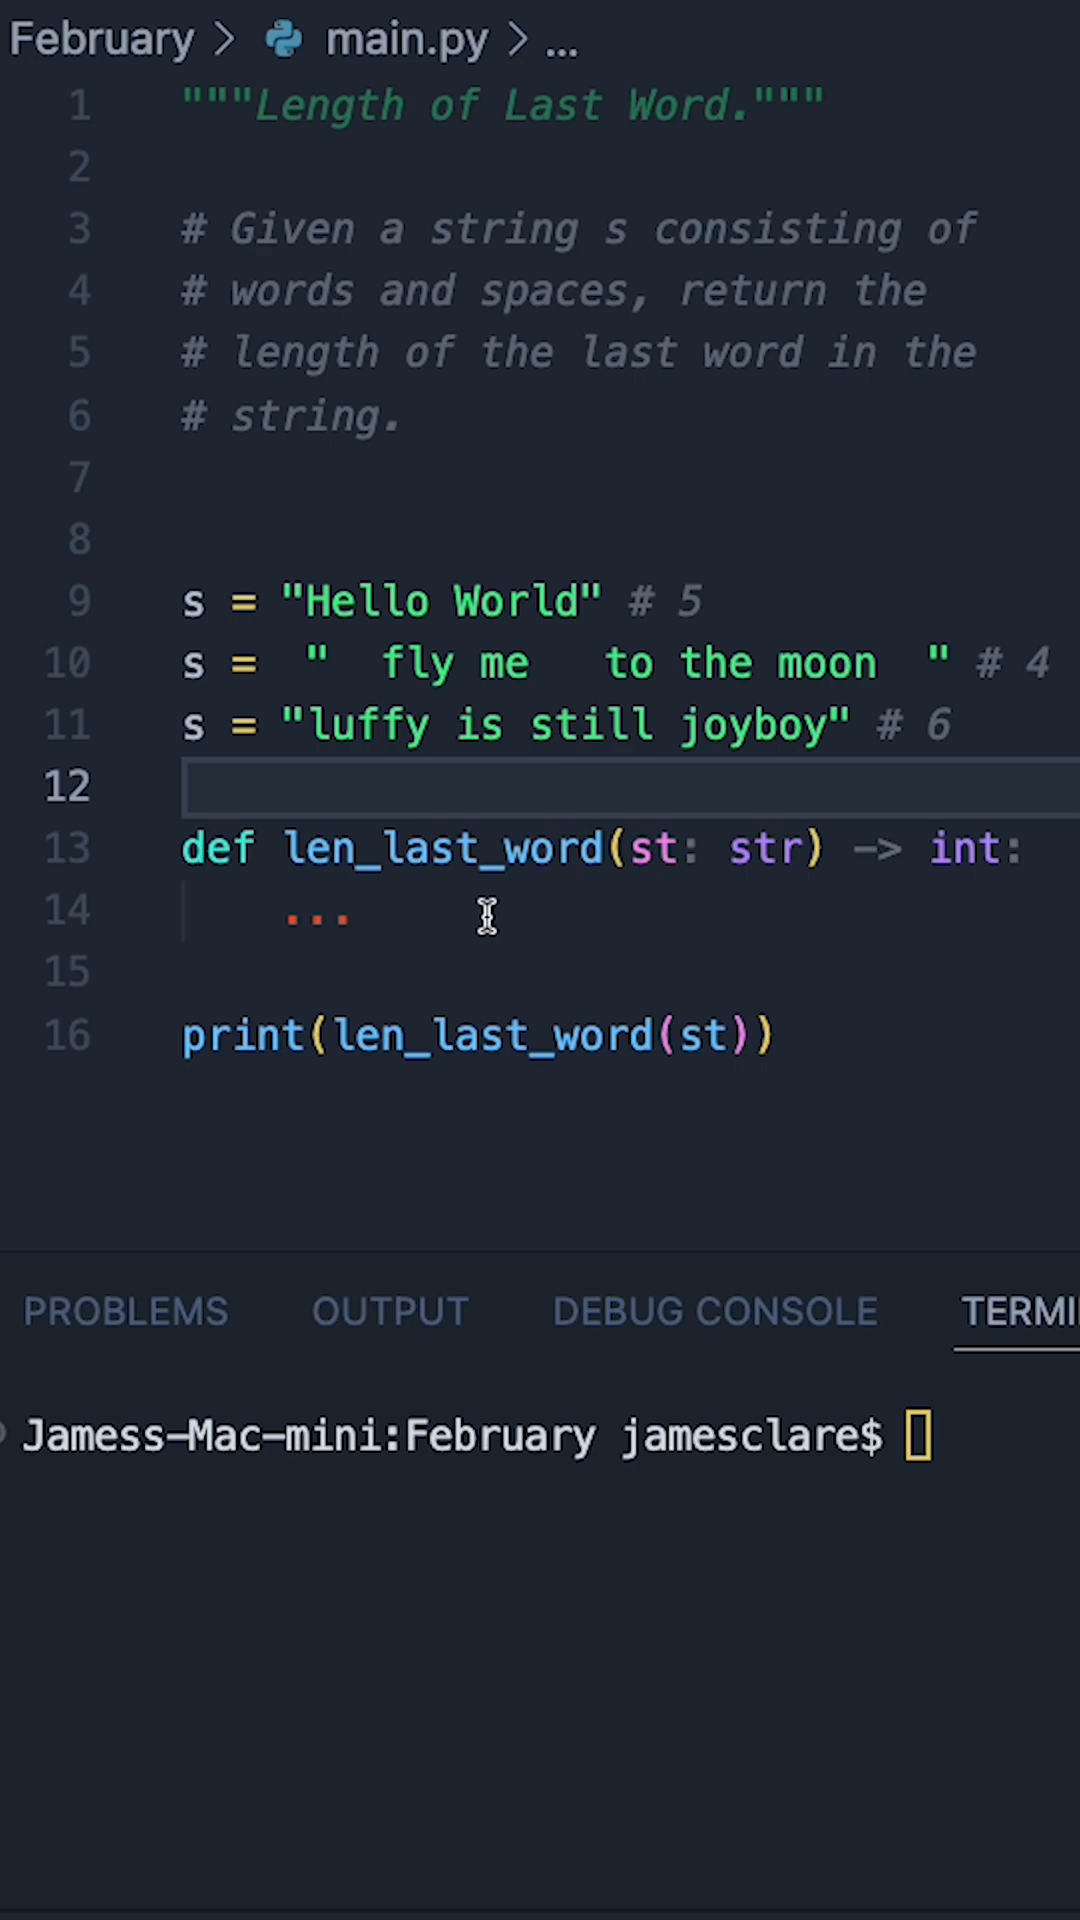 February > main.py > ...
1 """Length of Last Word."""
2
3 # Given a string s consisting of
4 # words and spaces, return the
5 # length of the last word in the
6 # string.
7
8
9 s = "Hello World" # 5
10 s =  "  fly me   to the moon  " # 4
11 s = "luffy is still joyboy" # 6
12
13 def len_last_word(st: str) -> int:
14     ...
15
16 print(len_last_word(st))
PROBLEMS OUTPUT DEBUG CONSOLE TERMI
Jamess-Mac-mini:February jamesclare$